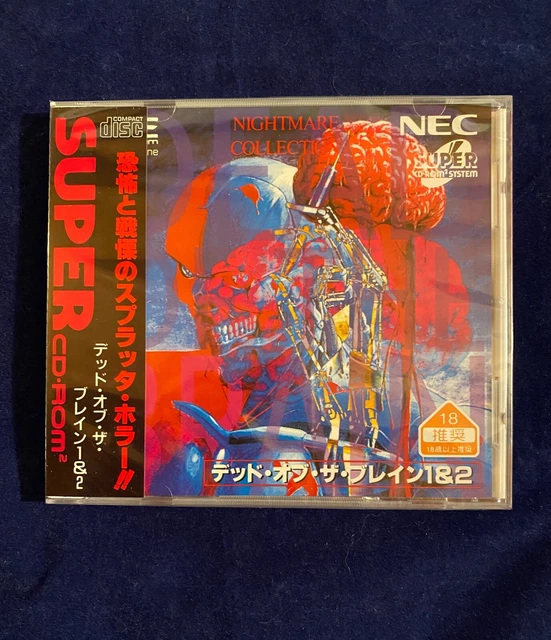 COMPACT
disc
SUPER
CD-ROM²
恐怖と戦慄のスプラッタ・ホラー!!
デッド・オブ・ザ・
ブレイン1&2
NIGHTMARE
NEC
SUPER
CD-ROM² SYSTEM
18
推奨
18歳以上推奨
デッド・オブ・ザ・ブレイン1&2